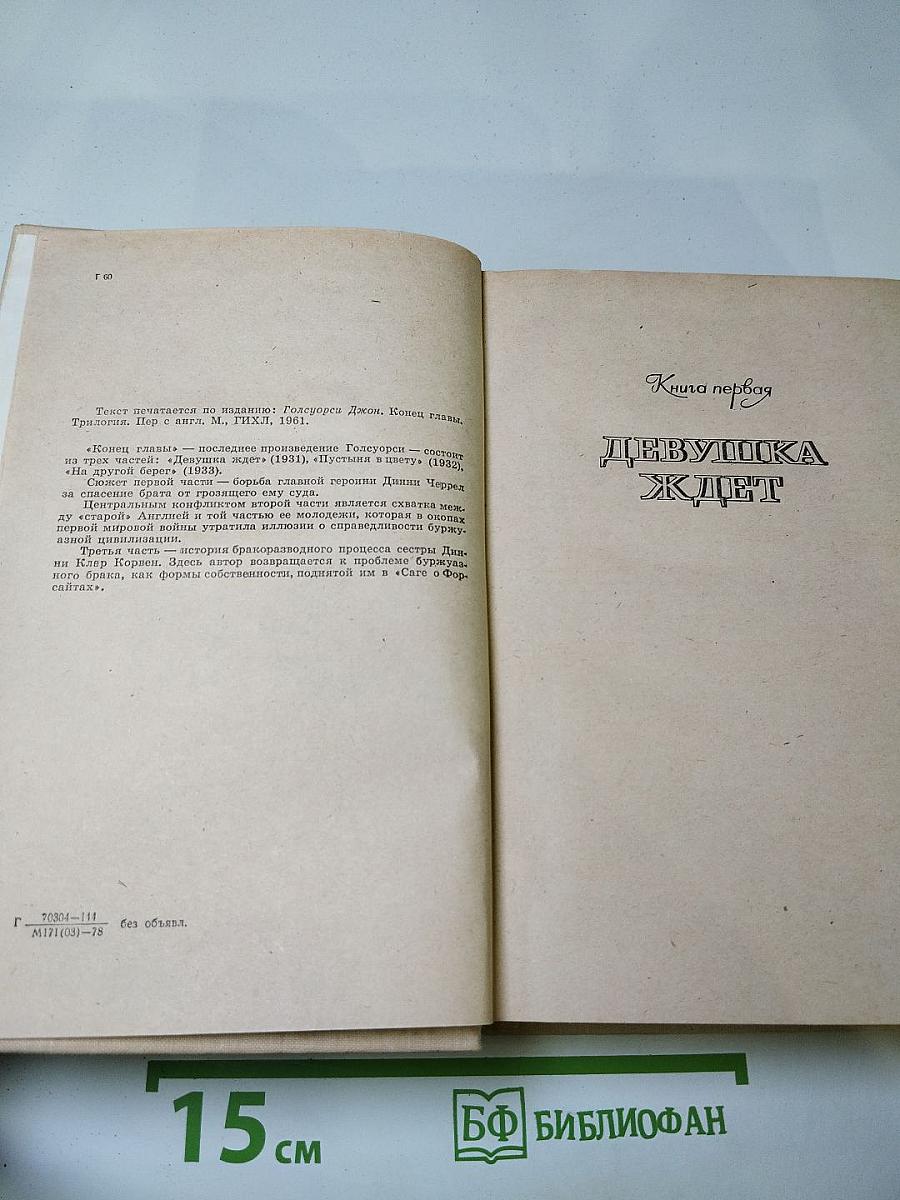 Г 60
Текст печатается по изданию: Голсуорси Джон. Конец главы.
Трилогия. Пер с англ. М., ГИХЛ, 1961.
«Конец главы» — последнее произведение Голсуорси — состоит
из трех частей: «Девушка ждет» (1931), «Пустыня в цвету» (1932),
«На другой берег» (1933).
Сюжет первой части — борьба главной героини Динни Черрел
за спасение брата от грозящего ему суда.
Центральным конфликтом второй части является схватка меж-
ду «старой» Англией и той частью ее молодежи, которая в окопах
первой мировой войны утратила иллюзии о справедливости буржу-
азной цивилизации.
Третья часть — история бракоразводного процесса сестры Дин-
ни Клер Корвен. Здесь автор возвращается к проблеме буржуаз-
ного брака, как формы собственности, поднятой им в «Саге о Фор-
сайтах».
Г 70304—111
М171(03)—78 без объявл.
Книга первая
ДЕВУШКА
ЖДЕТ
15 см
БФ БИБЛИОФАН